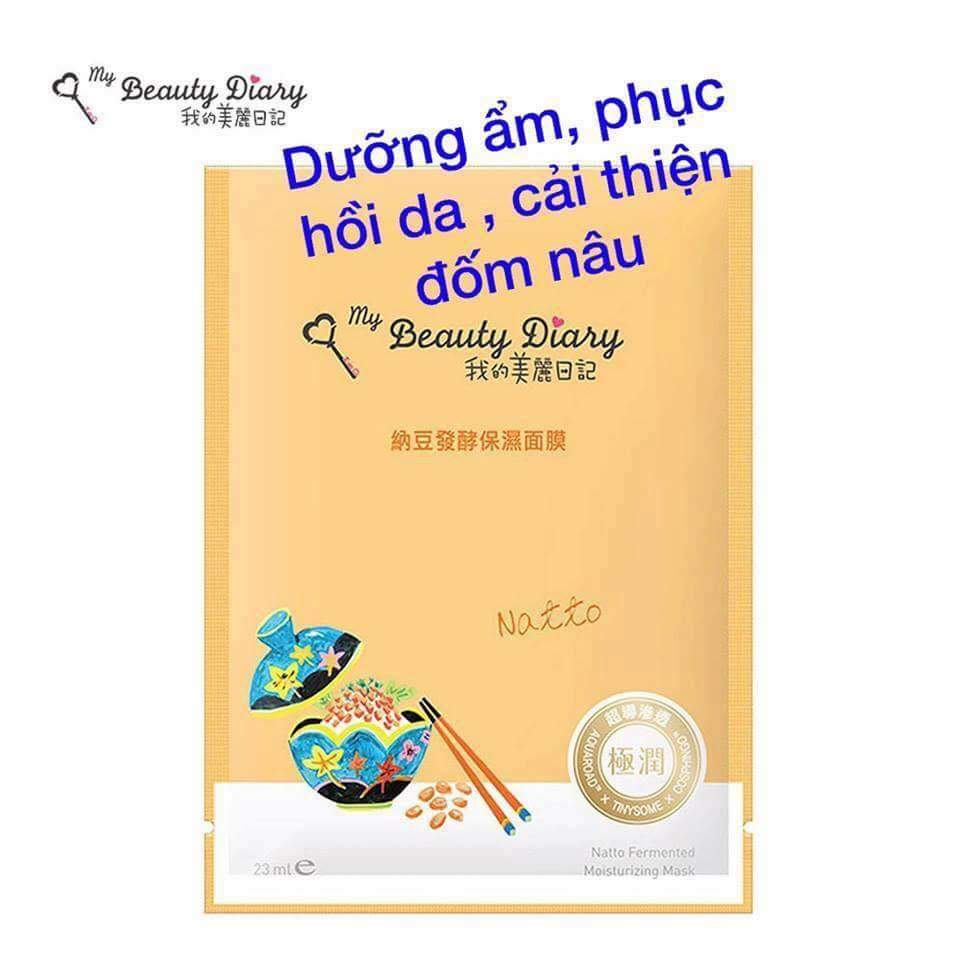 My Beauty Diary
我的美麗日記
Dưỡng ẩm, phục
hồi da , cải thiện
đốm nâu
My Beauty Diary
我的美麗日記
納豆發酵保濕面膜
Natto
超導滲透
極潤
AQUAROAD™ X TINYSOME X COSPHINGO™
Natto Fermented
23 ml e
Moisturizing Mask